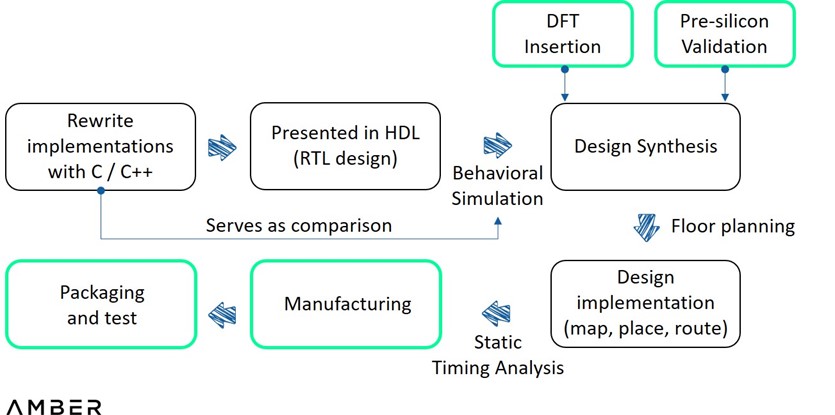 DFT
Insertion
Pre-silicon
Validation
Rewrite
implementations
with C / C++
Presented in HDL
(RTL design)
Behavioral
Simulation
Design Synthesis
Serves as comparison
Floor planning
Packaging
and test
Manufacturing
Static
Timing Analysis
Design
implementation
(map, place, route)
AMBER